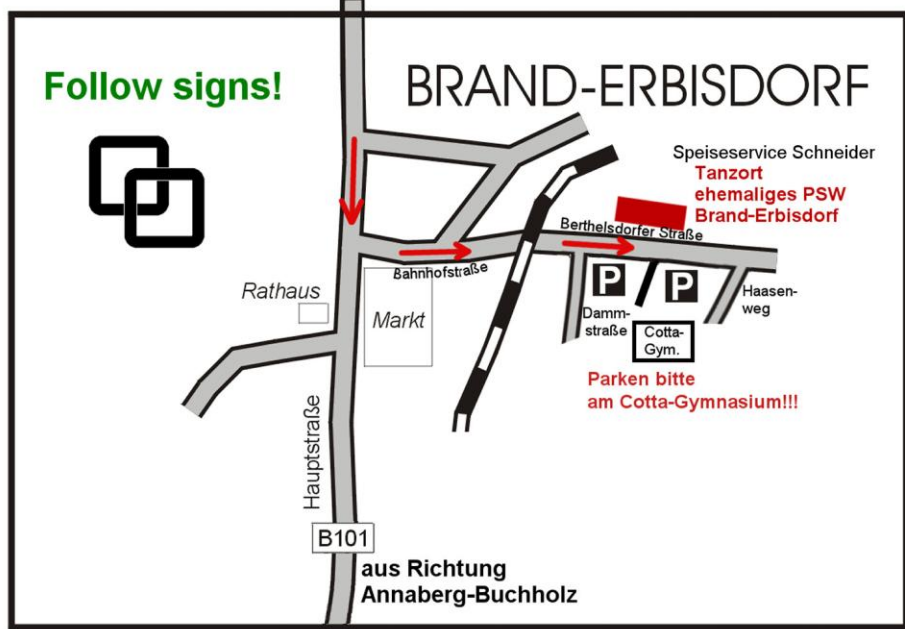 Follow signs!
BRAND-ERBISDORF
Speiseservice Schneider
Tanzort
ehemaliges PSW
Brand-Erbisdorf
Berthelsdorfer Straße
Bahnhofstraße
Rathaus
Markt
P
P
Damm-
straße
Haasen-
weg
Cotta-
Gym.
Parken bitte
am Cotta-Gymnasium!!!
Hauptstraße
B101
aus Richtung
Annaberg-Buchholz